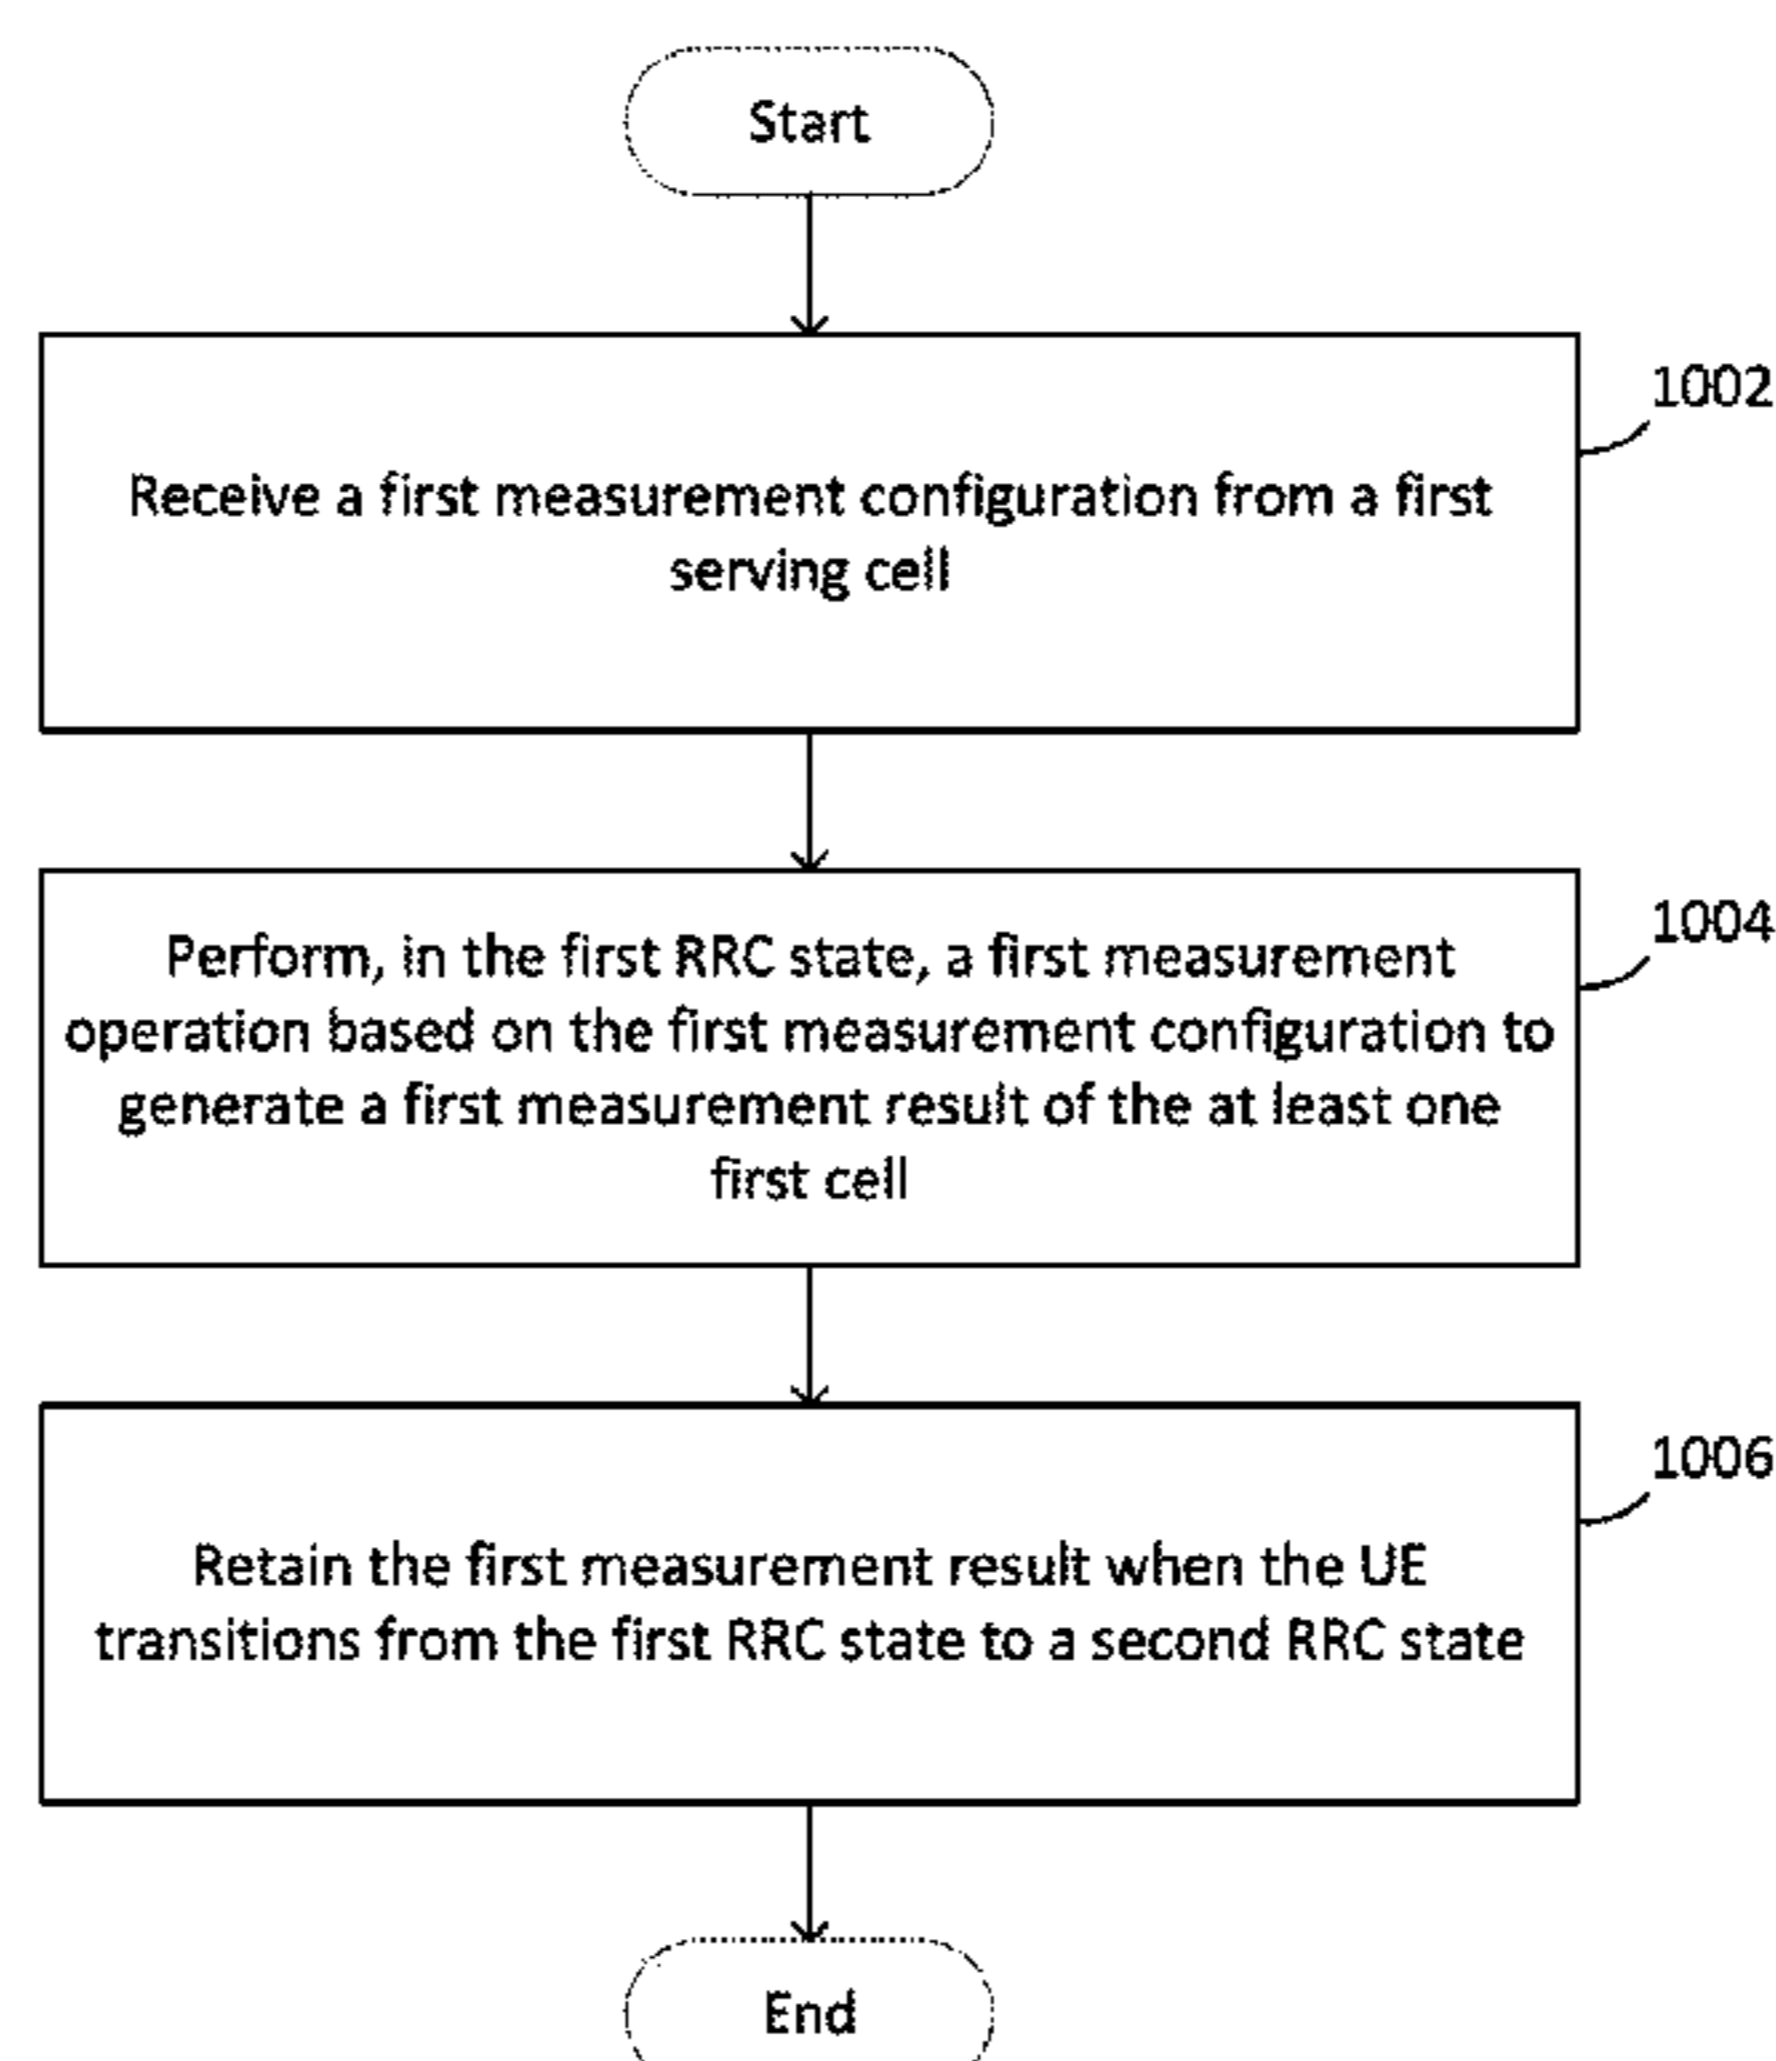 Start
1002
Receive a first measurement configuration from a first
serving cell
1004
Perform, in the first RRC state, a first measurement
operation based on the first measurement configuration to
generate a first measurement result of the at least one
first cell
1006
Retain the first measurement result when the UE
transitions from the first RRC state to a second RRC state
End